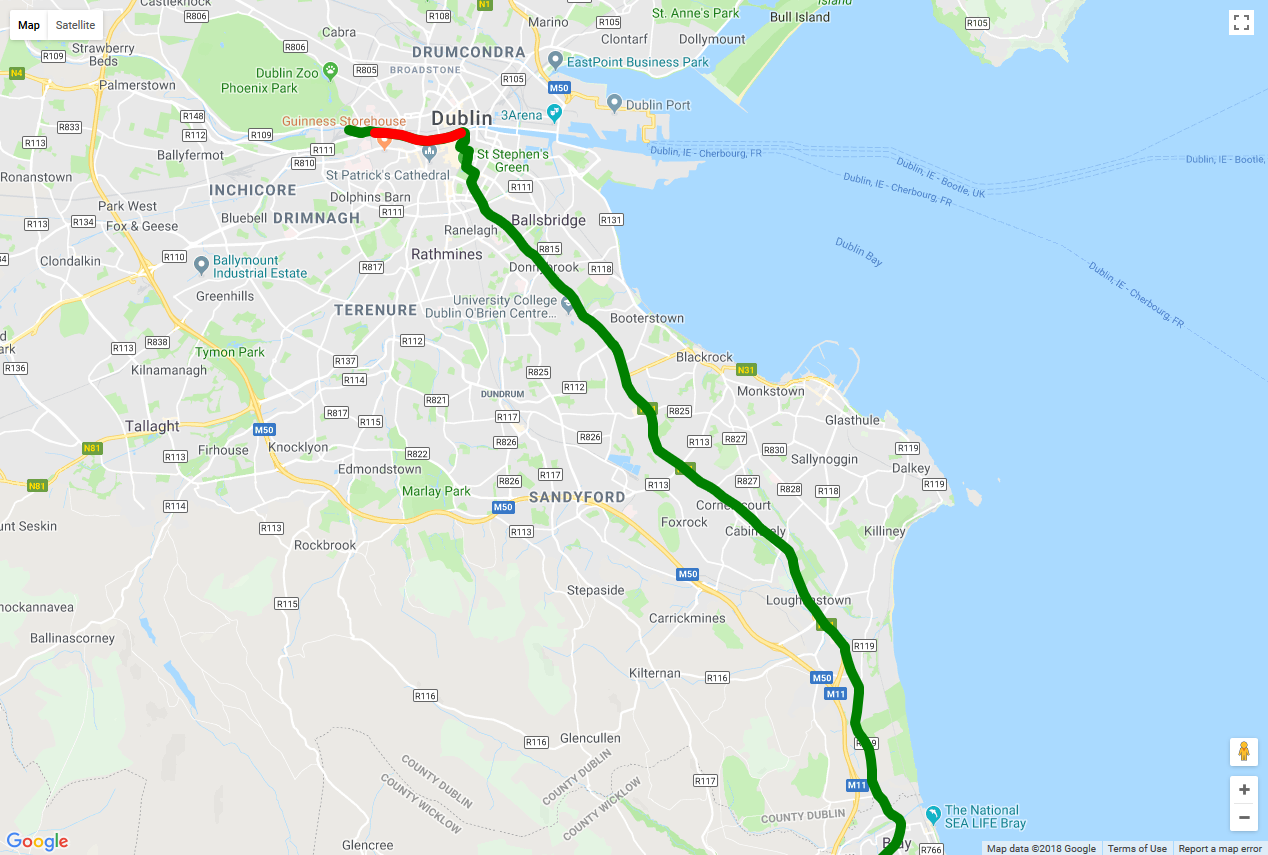 Map
Satellite
Castleknock
R806
N1
Marino
R105
St. Anne's Park
Island
Bull Island
R105
R108
Cabra
DRUMCONDRA
Clontarf
Dollymount
Strawberry
Beds
R109
R806
R805
BROADSTONE
EastPoint Business Park
N4
Dublin Zoo
Phoenix Park
R105
M50
Palmerstown
Dublin Port
R148
Guinness Storehouse
Dublin
3Arena
R833
R112
R109
R113
R111
Ballyfermot
R810
St Stephen's
Green
Dublin, IE - Cherbourg, FR
Dublin, IE - Bootle, UK
Dublin, IE - Bootle,
Ronanstown
St Patrick's Cathedral
Dublin, IE - Cherbourg, FR
INCHICORE
Dolphins Barn
R111
Park West
R111
Bluebell
DRIMNAGH
R113
R134
Fox & Geese
Ballsbridge
R131
Ranelagh
Dublin Bay
Clondalkin
R110
Ballymount
Industrial Estate
Rathmines
R815
R817
Donnybrook
R118
Dublin, IE - Cherbourg, FR
Greenhills
University College
Dublin O'Brien Centre...
TERENURE
Booterstown
R838
R113
R112
Tymon Park
Blackrock
R136
Kilnamanagh
R137
R114
R825
N31
R112
Monkstown
DUNDRUM
R821
R817
R115
R117
R825
Tallaght
M50
Glasthule
N81
Firhouse
Knocklyon
R826
R826
R113
R827
R830
R119
R113
R822
Sallynoggin
Dalkey
Edmondstown
R117
R826
R119
N81
Marlay Park
R113
R827
R828
R118
SANDYFORD
R114
M50
Cornelscourt
Foxrock
Cabinteely
Killiney
R113
R113
Rockbrook
M50
Stepaside
R115
Loughlinstown
Carrickmines
Ballinascorney
R119
Kilternan
R116
M50
M11
R116
R116
Glencullen
COUNTY DUBLIN
COUNTY WICKLOW
COUNTY DUBLIN
COUNTY WICKLOW
R117
M11
COUNTY DUBLIN
The National
SEA LIFE Bray
Google
Glencree
Bray
R766
Map data ©2018 Google
Terms of Use
Report a map error